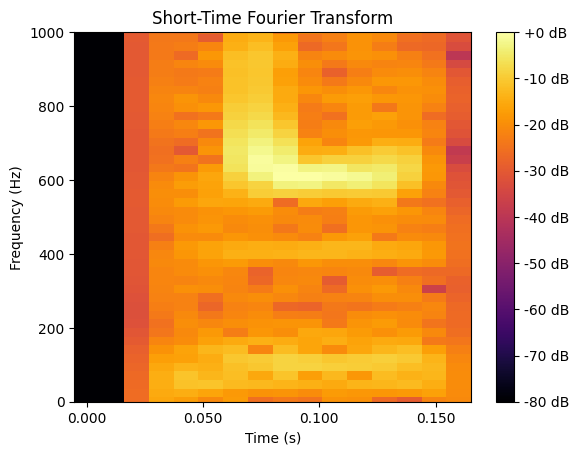 Short-Time Fourier Transform
1000
800
600
400
200
0
Frequency (Hz)
0.000
0.050
0.100
0.150
Time (s)
+0 dB
-10 dB
-20 dB
-30 dB
-40 dB
-50 dB
-60 dB
-70 dB
-80 dB